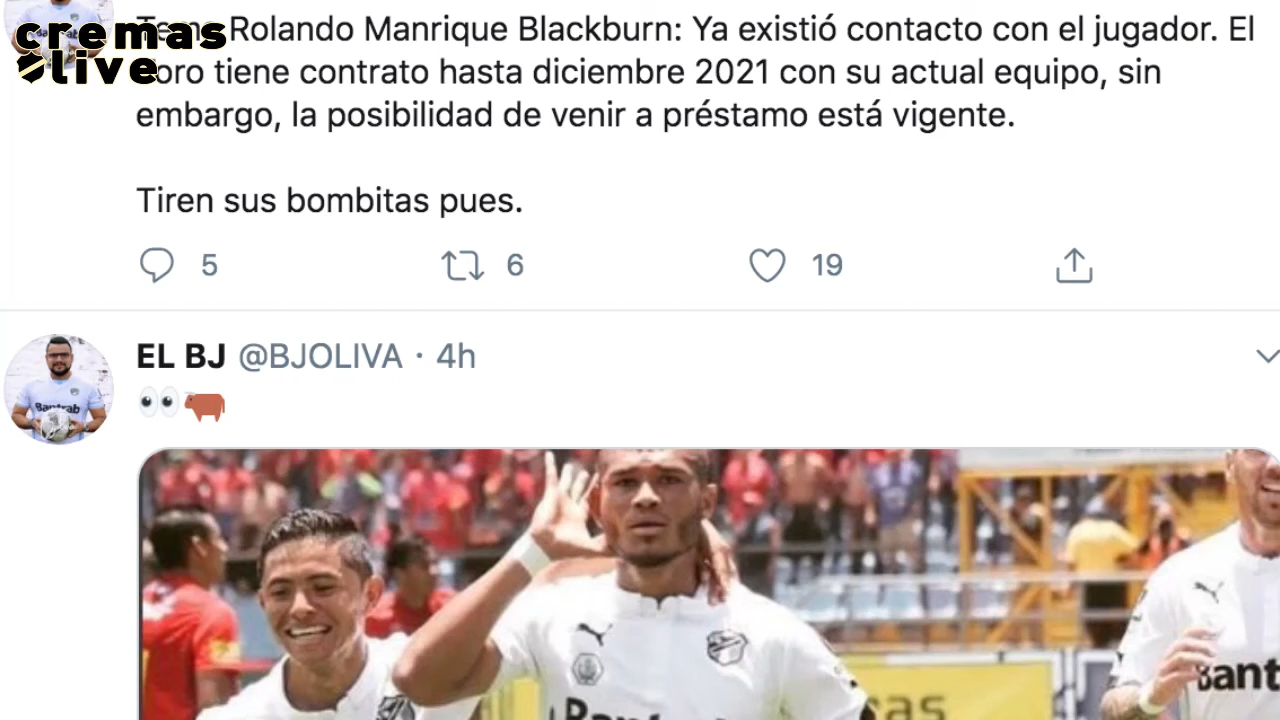 cremas
live
Rolando Manrique Blackburn: Ya existió contacto con el jugador. El
toro tiene contrato hasta diciembre 2021 con su actual equipo, sin
embargo, la posibilidad de venir a préstamo está vigente.
Tiren sus bombitas pues.
5 6 19
EL BJ @BJOLIVA · 4h
Bantrab
Bantrab
Bant